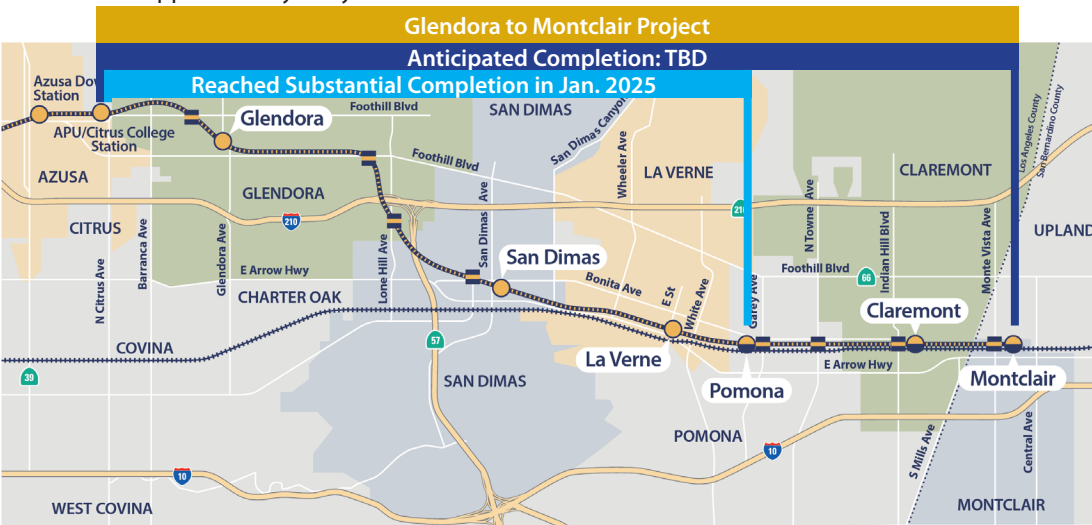 Glendora to Montclair Project
Anticipated Completion: TBD
Reached Substantial Completion in Jan. 2025
Azusa Dow
Station
APU/Citrus College
Station
Glendora
Foothill Blvd
SAN DIMAS
San Dimas Canyon
Wheeler Ave
LA VERNE
CLAREMONT
Los Angeles County
San Bernardino County
AZUSA
GLENDORA
Foothill Blvd
210
210
CITRUS
Barranca Ave
Glendora Ave
Lone Hill Ave
San Dimas Ave
N Towne Ave
Indian Hill Blvd
Monte Vista Ave
UPLAND
N Citrus Ave
E Arrow Hwy
San Dimas
Bonita Ave
E St
White Ave
Garey Ave
Foothill Blvd
66
CHARTER OAK
Claremont
COVINA
57
La Verne
E Arrow Hwy
39
SAN DIMAS
Pomona
Montclair
POMONA
10
10
S Mills Ave
Central Ave
WEST COVINA
MONTCLAIR